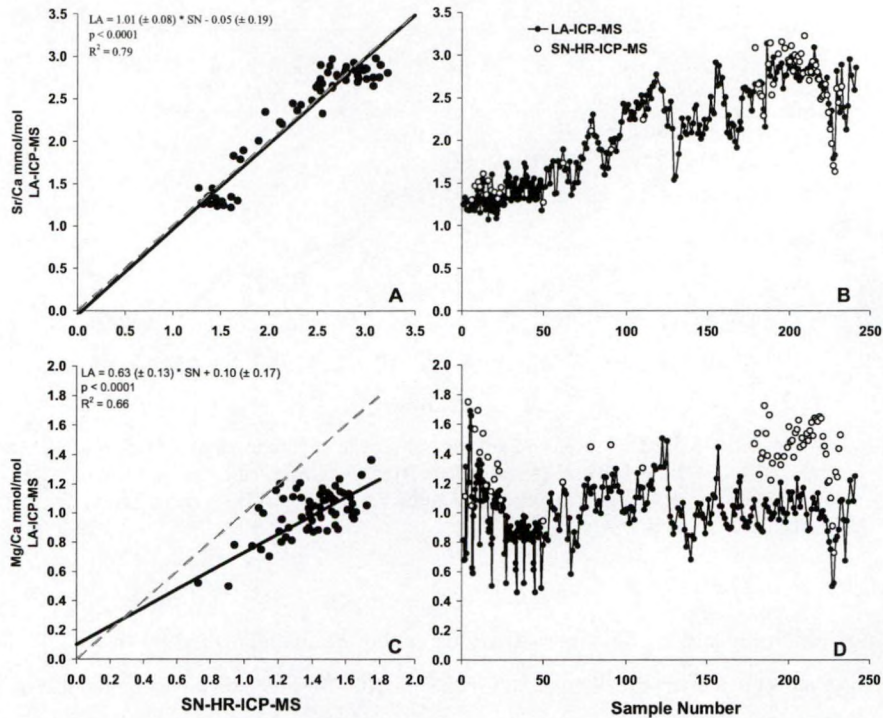 LA = 1.01 (± 0.08) * SN - 0.05 (± 0.19)
p < 0.0001
R² = 0.79
3.5
3.0
2.5
2.0
1.5
1.0
0.5
0.0
Sr/Ca mmol/mol
LA-ICP-MS
0.0 0.5 1.0 1.5 2.0 2.5 3.0 3.5
A
LA-ICP-MS
SN-HR-ICP-MS
3.5
3.0
2.5
2.0
1.5
1.0
0.5
0.0
0 50 100 150 200 250
B
LA = 0.63 (± 0.13) * SN + 0.10 (± 0.17)
p < 0.0001
R² = 0.66
2.0
1.8
1.6
1.4
1.2
1.0
0.8
0.6
0.4
0.2
0.0
Mg/Ca mmol/mol
LA-ICP-MS
0.0 0.2 0.4 0.6 0.8 1.0 1.2 1.4 1.6 1.8 2.0
SN-HR-ICP-MS
C
2.0
1.8
1.6
1.4
1.2
1.0
0.8
0.6
0.4
0.2
0.0
0 50 100 150 200 250
Sample Number
D